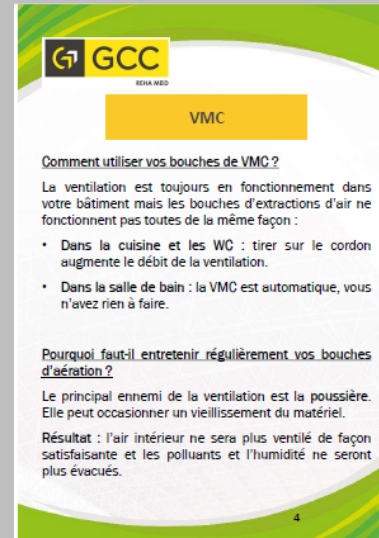 GCC
REHA MED
VMC
Comment utiliser vos bouches de VMC ?
La ventilation est toujours en fonctionnement dans
votre bâtiment mais les bouches d'extractions d'air ne
fonctionnent pas toutes de la même façon :
• Dans la cuisine et les WC : tirer sur le cordon
augmente le débit de la ventilation.
• Dans la salle de bain : la VMC est automatique, vous
n'avez rien à faire.
Pourquoi faut-il entretenir régulièrement vos bouches
d'aération ?
Le principal ennemi de la ventilation est la poussière.
Elle peut occasionner un vieillissement du matériel.
Résultat : l'air intérieur ne sera plus ventilé de façon
satisfaisante et les polluants et l'humidité ne seront
plus évacués.
4